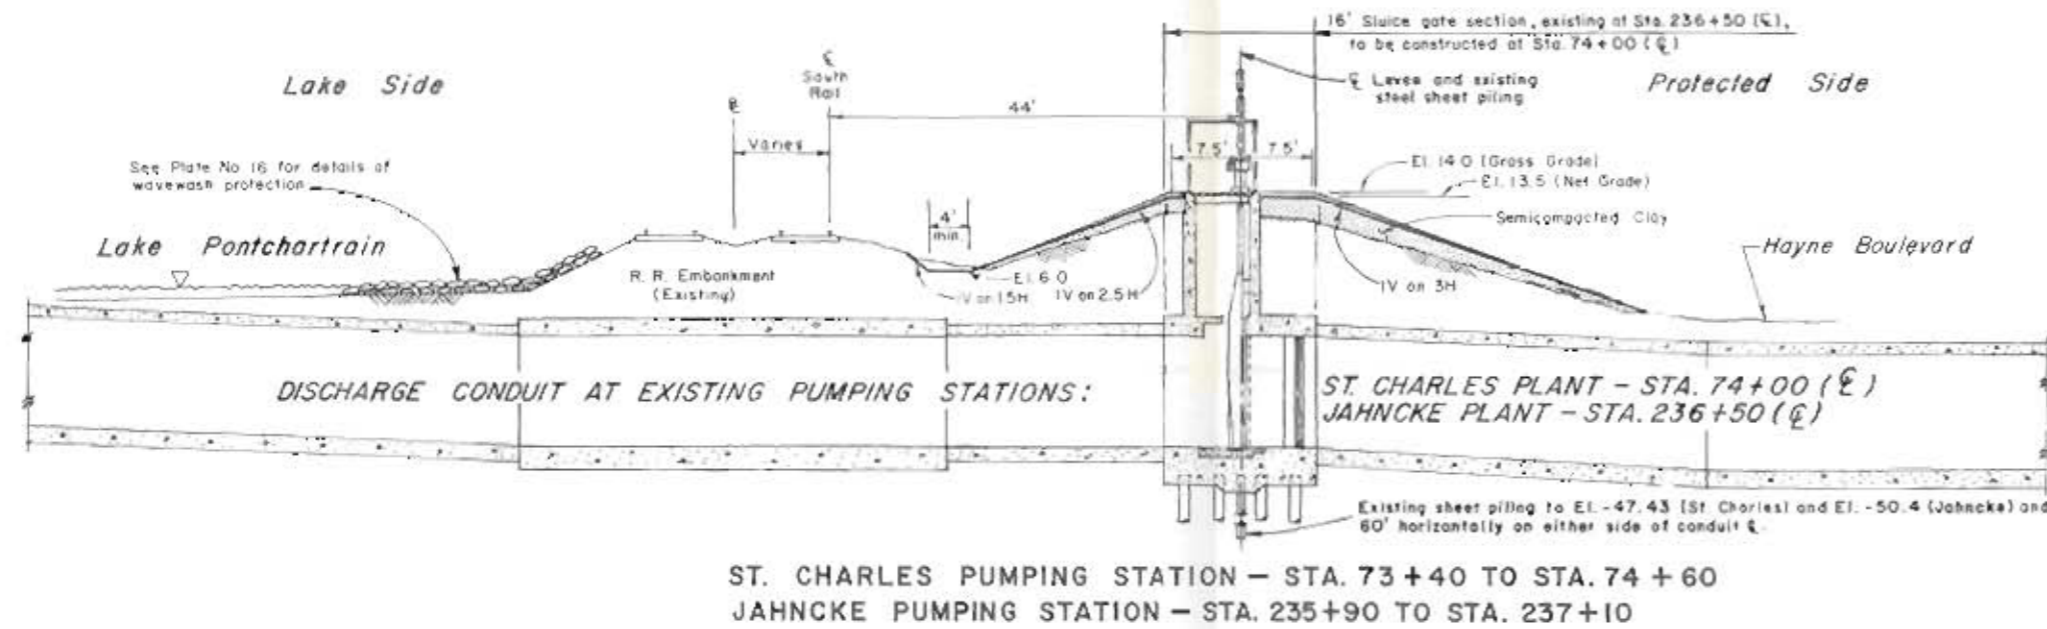 16' Sluice gate section, existing at Sta. 236+50 (℄),
to be constructed at Sta. 74+00 (℄)
Lake Side
℄
South
Rail
℄ Levee and existing
steel sheet piling
Protected Side
℄
44'
Varies
7.5' 7.5'
See Plate No 16 for details of
wavewash protection
El. 14.0 (Gross Grade)
El. 13.5 (Net Grade)
4'
min.
Semicompacted Clay
Lake Pontchartrain
Hayne Boulevard
R. R. Embankment
(Existing)
El. 6.0
1V on 1.5H
1V on 2.5H
1V on 3H
DISCHARGE CONDUIT AT EXISTING PUMPING STATIONS:
ST. CHARLES PLANT - STA. 74+00 (℄)
JAHNCKE PLANT - STA. 236+50 (℄)
Existing sheet piling to El. -47.43 (St. Charles) and El. -50.4 (Jahncke) and
60' horizontally on either side of conduit ℄.
ST. CHARLES PUMPING STATION - STA. 73+40 TO STA. 74+60
JAHNCKE PUMPING STATION - STA. 235+90 TO STA. 237+10